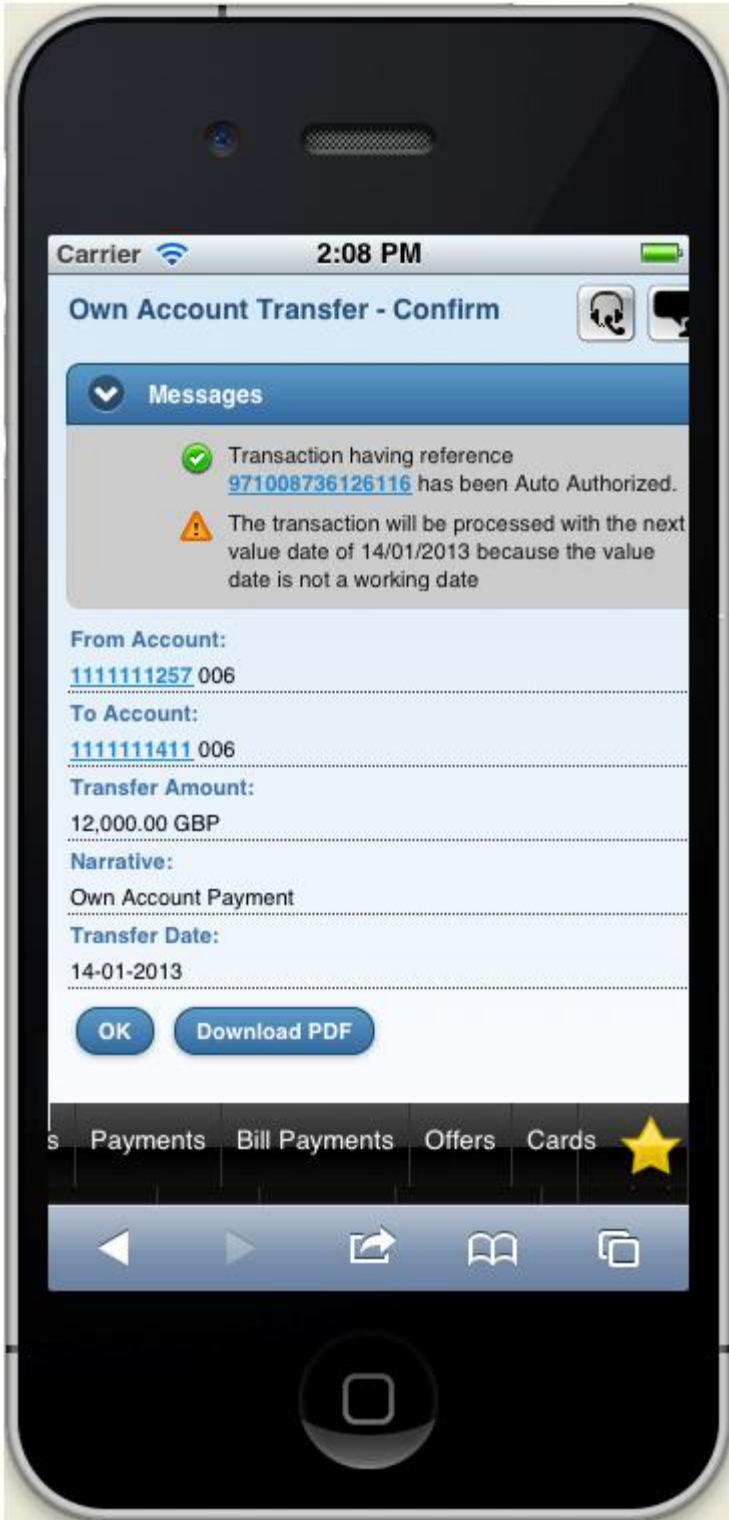 Carrier 2:08 PM
Own Account Transfer - Confirm
Messages
Transaction having reference
971008736126116 has been Auto Authorized.
The transaction will be processed with the next
value date of 14/01/2013 because the value
date is not a working date
From Account:
1111111257 006
To Account:
1111111411 006
Transfer Amount:
12,000.00 GBP
Narrative:
Own Account Payment
Transfer Date:
14-01-2013
OK Download PDF
s Payments Bill Payments Offers Cards